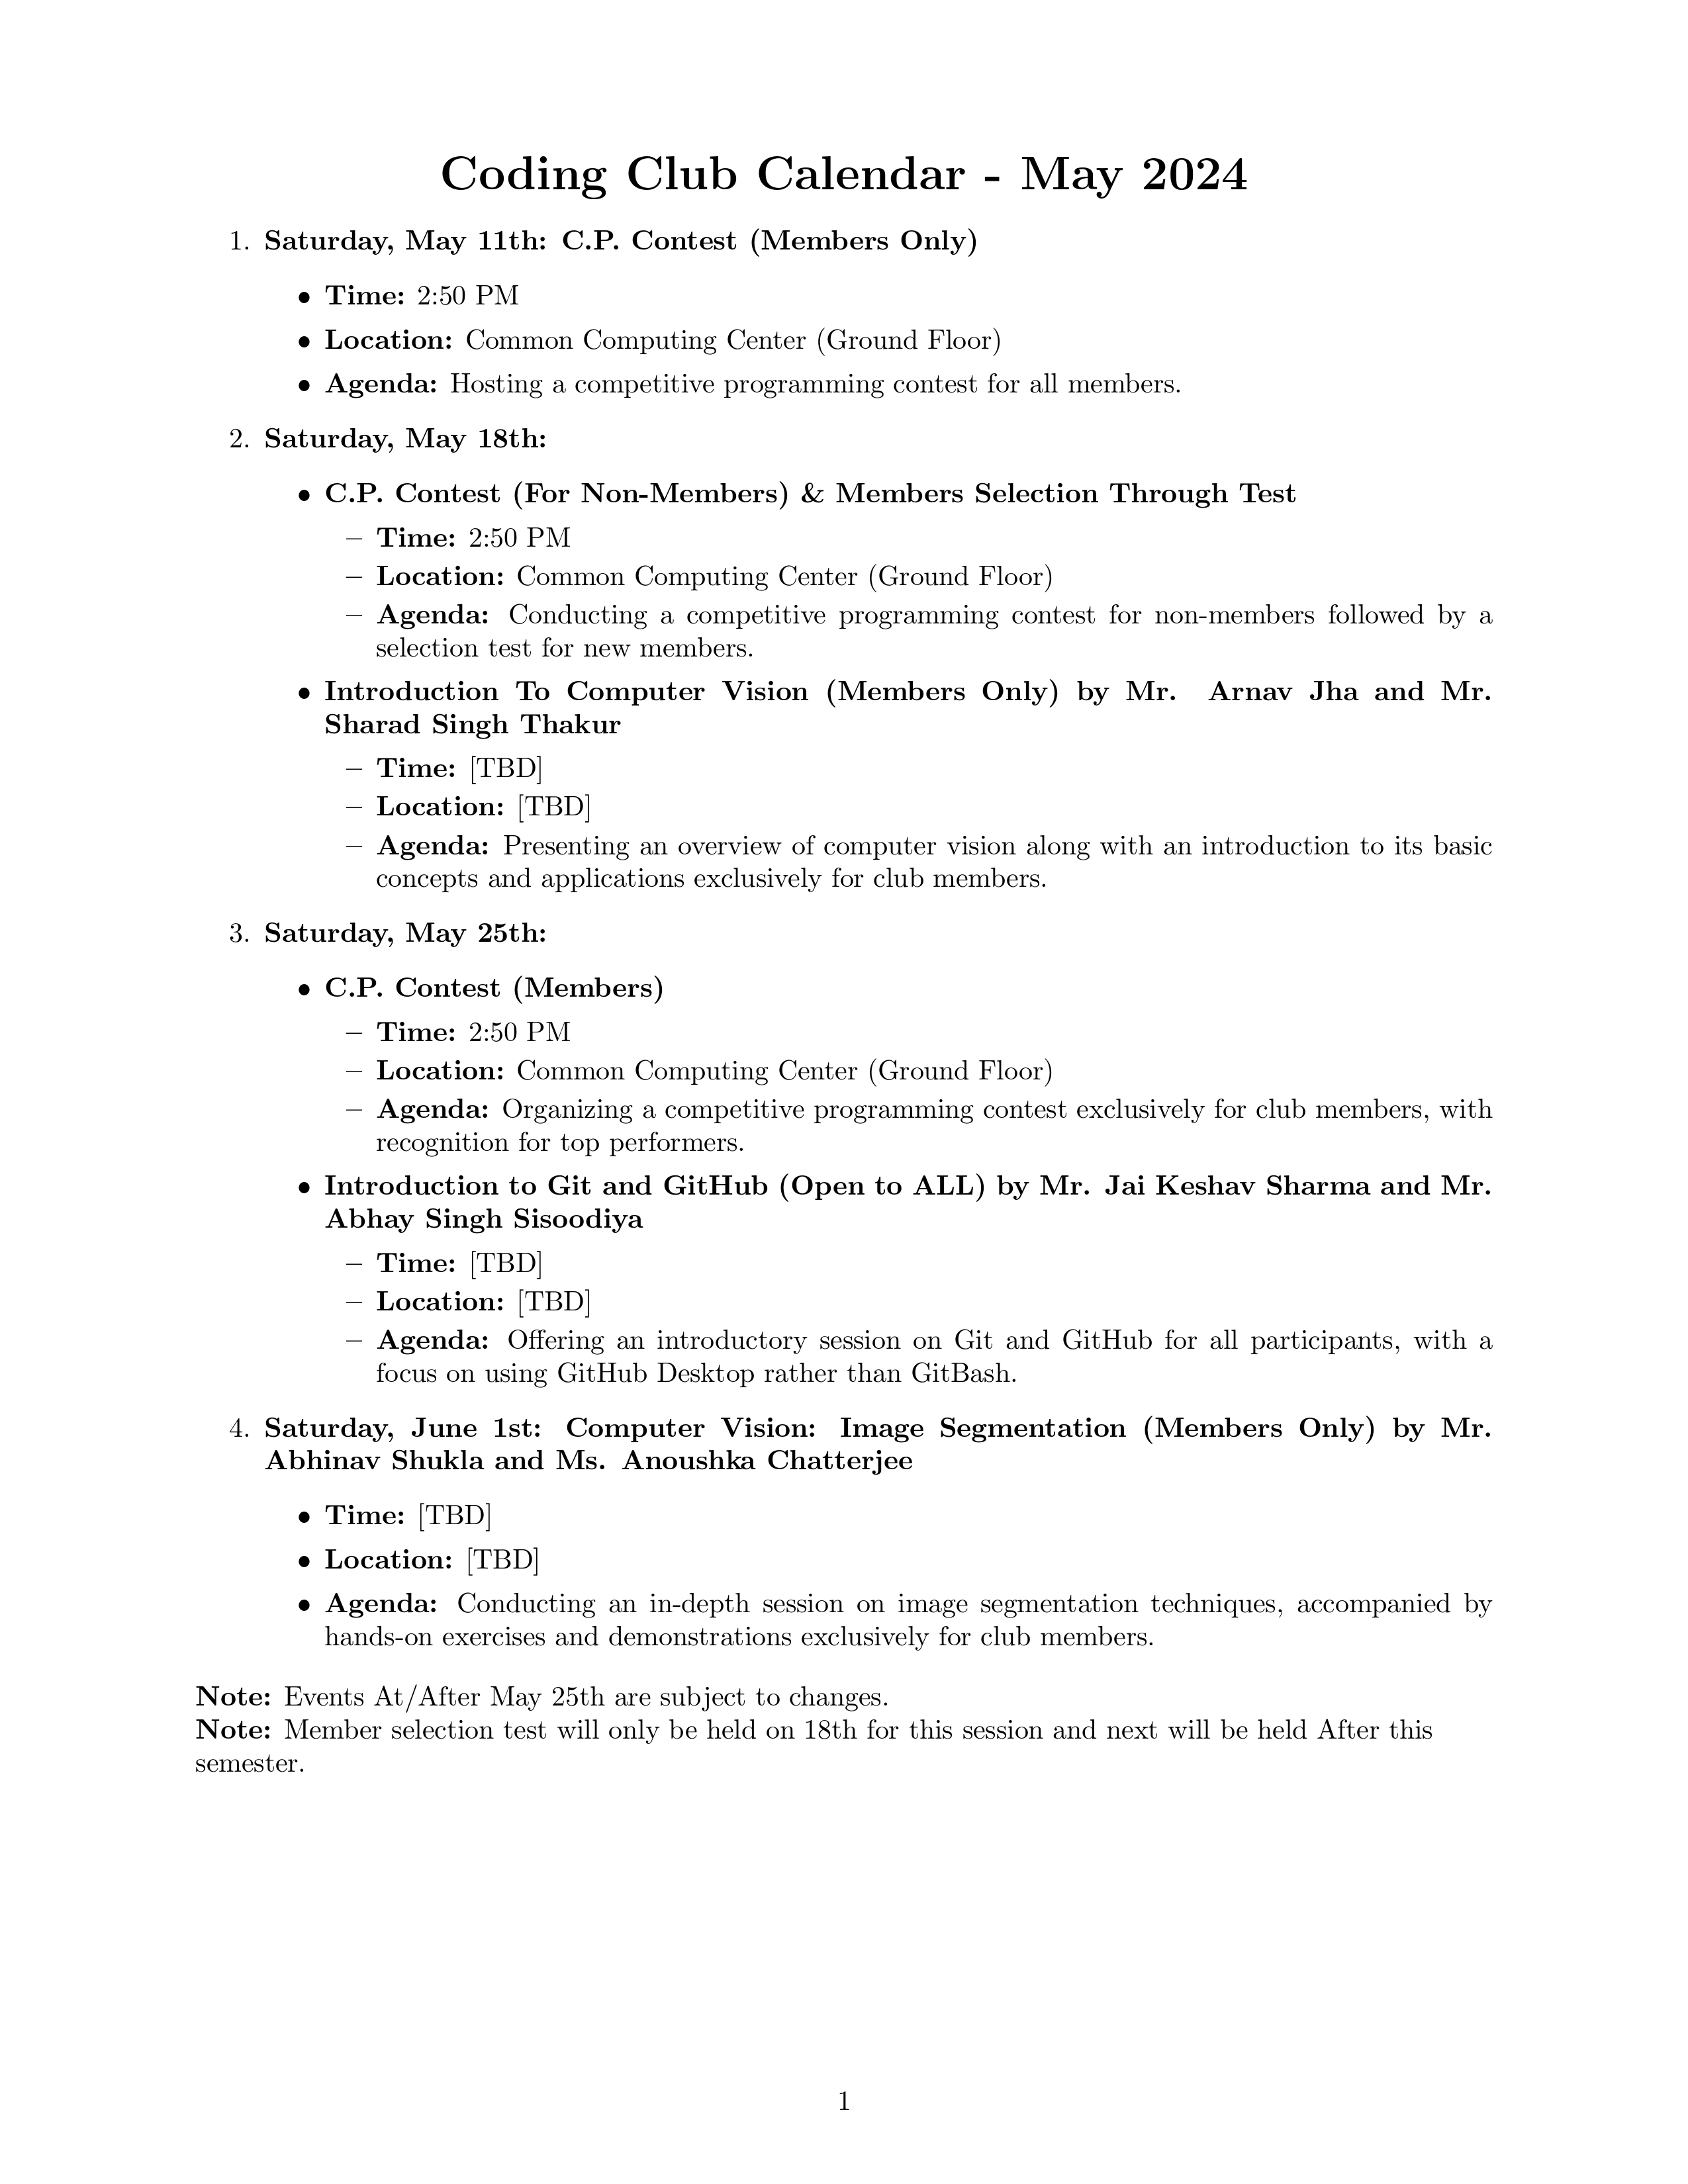 Coding Club Calendar - May 2024
1. Saturday, May 11th: C.P. Contest (Members Only)
• Time: 2:50 PM
• Location: Common Computing Center (Ground Floor)
• Agenda: Hosting a competitive programming contest for all members.
2. Saturday, May 18th:
• C.P. Contest (For Non-Members) & Members Selection Through Test
– Time: 2:50 PM
– Location: Common Computing Center (Ground Floor)
– Agenda: Conducting a competitive programming contest for non-members followed by a
selection test for new members.
• Introduction To Computer Vision (Members Only) by Mr. Arnav Jha and Mr.
Sharad Singh Thakur
– Time: [TBD]
– Location: [TBD]
– Agenda: Presenting an overview of computer vision along with an introduction to its basic
concepts and applications exclusively for club members.
3. Saturday, May 25th:
• C.P. Contest (Members)
– Time: 2:50 PM
– Location: Common Computing Center (Ground Floor)
– Agenda: Organizing a competitive programming contest exclusively for club members, with
recognition for top performers.
• Introduction to Git and GitHub (Open to ALL) by Mr. Jai Keshav Sharma and Mr.
Abhay Singh Sisoodiya
– Time: [TBD]
– Location: [TBD]
– Agenda: Offering an introductory session on Git and GitHub for all participants, with a
focus on using GitHub Desktop rather than GitBash.
4. Saturday, June 1st: Computer Vision: Image Segmentation (Members Only) by Mr.
Abhinav Shukla and Ms. Anoushka Chatterjee
• Time: [TBD]
• Location: [TBD]
• Agenda: Conducting an in-depth session on image segmentation techniques, accompanied by
hands-on exercises and demonstrations exclusively for club members.
Note: Events At/After May 25th are subject to changes.
Note: Member selection test will only be held on 18th for this session and next will be held After this
semester.
1